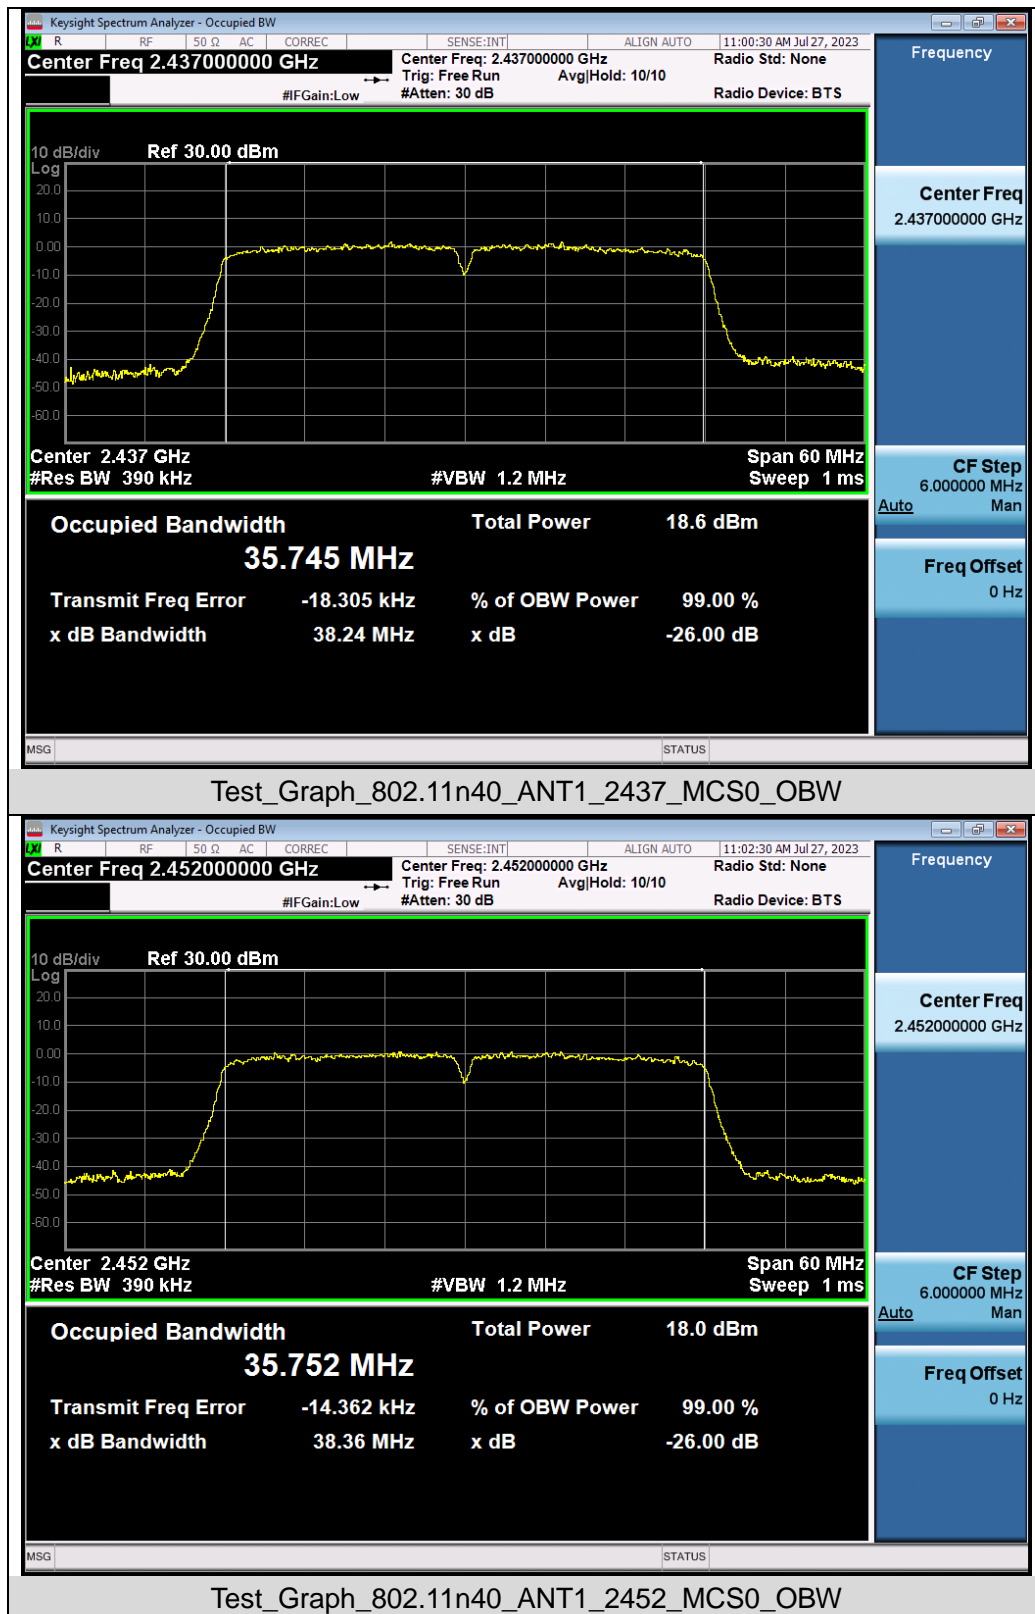 Keysight Spectrum Analyzer - Occupied BW
LXI R RF 50 Ω AC CORREC SENSE:INT ALIGN AUTO 11:00:30 AM Jul 27, 2023
Center Freq 2.437000000 GHz
Center Freq: 2.437000000 GHz
Radio Std: None
Trig: Free Run Avg|Hold: 10/10
#IFGain:Low #Atten: 30 dB
Radio Device: BTS
Frequency
10 dB/div Ref 30.00 dBm
Log
20.0
10.0
0.00
-10.0
-20.0
-30.0
-40.0
-50.0
-60.0
Center 2.437 GHz Span 60 MHz
#Res BW 390 kHz #VBW 1.2 MHz Sweep 1 ms
Center Freq
2.437000000 GHz
CF Step
6.000000 MHz
Auto Man
Freq Offset
0 Hz
Occupied Bandwidth Total Power 18.6 dBm
35.745 MHz
Transmit Freq Error -18.305 kHz % of OBW Power 99.00 %
x dB Bandwidth 38.24 MHz x dB -26.00 dB
MSG STATUS
Test_Graph_802.11n40_ANT1_2437_MCS0_OBW
Keysight Spectrum Analyzer - Occupied BW
LXI R RF 50 Ω AC CORREC SENSE:INT ALIGN AUTO 11:02:30 AM Jul 27, 2023
Center Freq 2.452000000 GHz
Center Freq: 2.452000000 GHz
Radio Std: None
Trig: Free Run Avg|Hold: 10/10
#IFGain:Low #Atten: 30 dB
Radio Device: BTS
Frequency
10 dB/div Ref 30.00 dBm
Log
20.0
10.0
0.00
-10.0
-20.0
-30.0
-40.0
-50.0
-60.0
Center 2.452 GHz Span 60 MHz
#Res BW 390 kHz #VBW 1.2 MHz Sweep 1 ms
Center Freq
2.452000000 GHz
CF Step
6.000000 MHz
Auto Man
Freq Offset
0 Hz
Occupied Bandwidth Total Power 18.0 dBm
35.752 MHz
Transmit Freq Error -14.362 kHz % of OBW Power 99.00 %
x dB Bandwidth 38.36 MHz x dB -26.00 dB
MSG STATUS
Test_Graph_802.11n40_ANT1_2452_MCS0_OBW